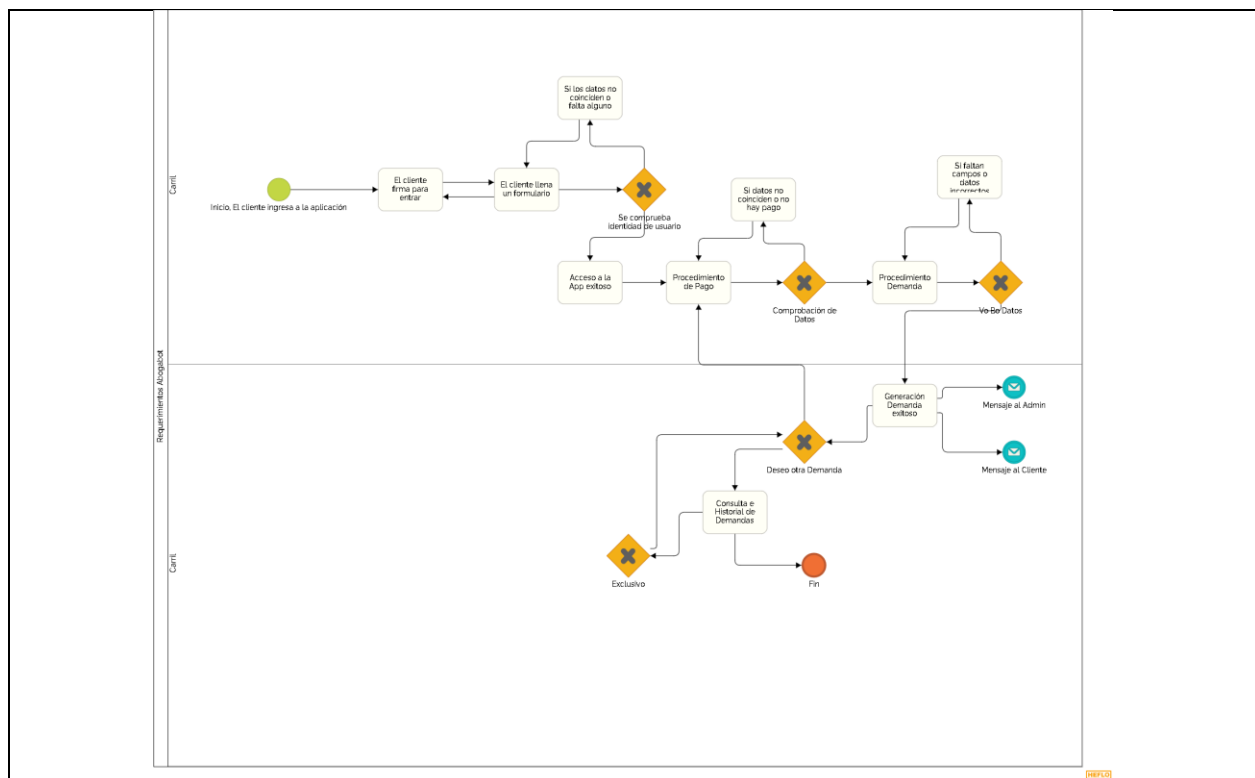 Requerimientos Abogabot
Carril
Si los datos no
coinciden o
falta alguno
El cliente
firma para
entrar
El cliente llena
un formulario
Inicio, El cliente ingresa a la aplicación
Se comprueba
Identidad de usuario
Si datos no
coinciden o no
hay pago
Si faltan
campos o
datos
incorrectos
Acceso a la
App exitoso
Procedimiento
de Pago
Comprobación de
Datos
Procedimiento
Demanda
Vo Bo Datos
Carril
Generación
Demanda
exitoso
Mensaje al Admin
Mensaje al Cliente
Deseo otra Demanda
Consulta e
Historial de
Demandas
Exclusivo
Fin
HEFLO